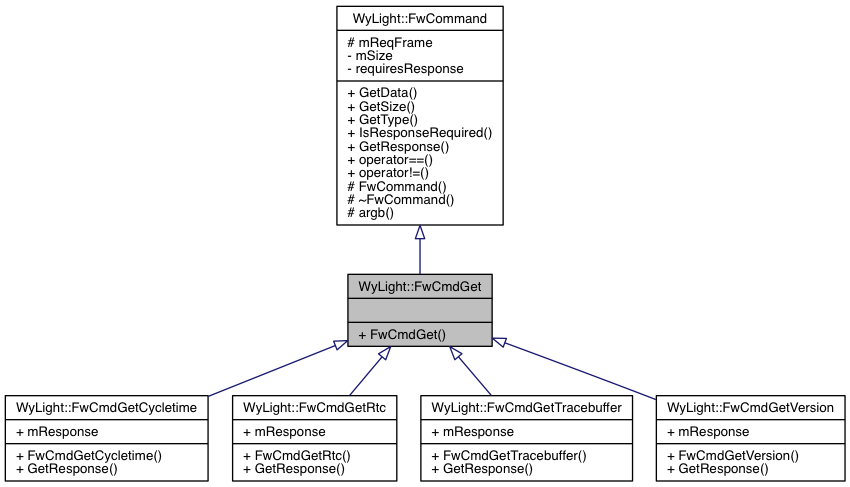 WyLight::FwCommand
# mReqFrame
- mSize
- requiresResponse
+ GetData()
+ GetSize()
+ GetType()
+ IsResponseRequired()
+ GetResponse()
+ operator==()
+ operator!=()
# FwCommand()
# ~FwCommand()
# argb()
WyLight::FwCmdGet
+ FwCmdGet()
WyLight::FwCmdGetCycletime
+ mResponse
+ FwCmdGetCycletime()
+ GetResponse()
WyLight::FwCmdGetRtc
+ mResponse
+ FwCmdGetRtc()
+ GetResponse()
WyLight::FwCmdGetTracebuffer
+ mResponse
+ FwCmdGetTracebuffer()
+ GetResponse()
WyLight::FwCmdGetVersion
+ mResponse
+ FwCmdGetVersion()
+ GetResponse()